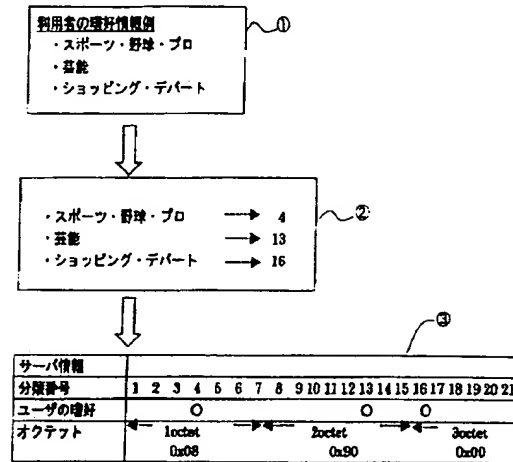 利用者の嗜好情報例
・スポーツ・野球・プロ
・芸能
・ショッピング・デパート
①
・スポーツ・野球・プロ → 4
・芸能 → 13
・ショッピング・デパート → 16
②
③
サーバ情報
分類番号 1 2 3 4 5 6 7 8 9 10 11 12 13 14 15 16 17 18 19 20 21
ユーザの嗜好 ○ ○ ○
オクテット 1octet 2octet 3octet
0x08 0x90 0x00